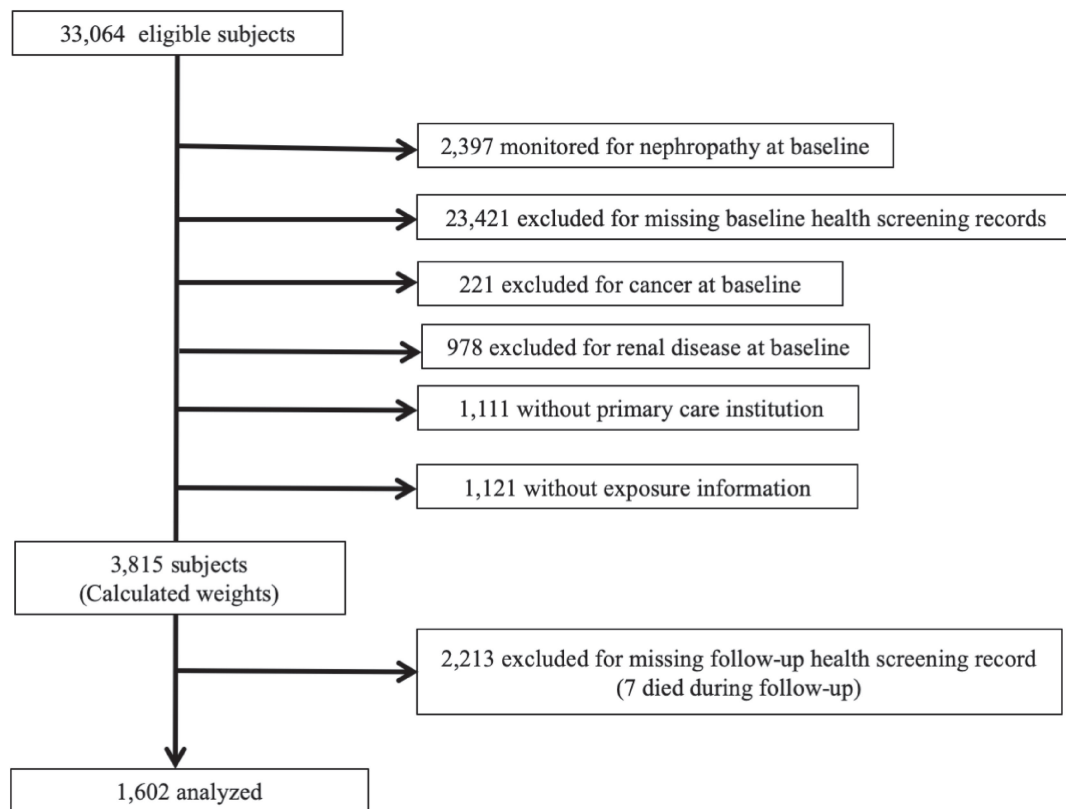 33,064 eligible subjects
2,397 monitored for nephropathy at baseline
23,421 excluded for missing baseline health screening records
221 excluded for cancer at baseline
978 excluded for renal disease at baseline
1,111 without primary care institution
1,121 without exposure information
3,815 subjects
(Calculated weights)
2,213 excluded for missing follow-up health screening record
(7 died during follow-up)
1,602 analyzed